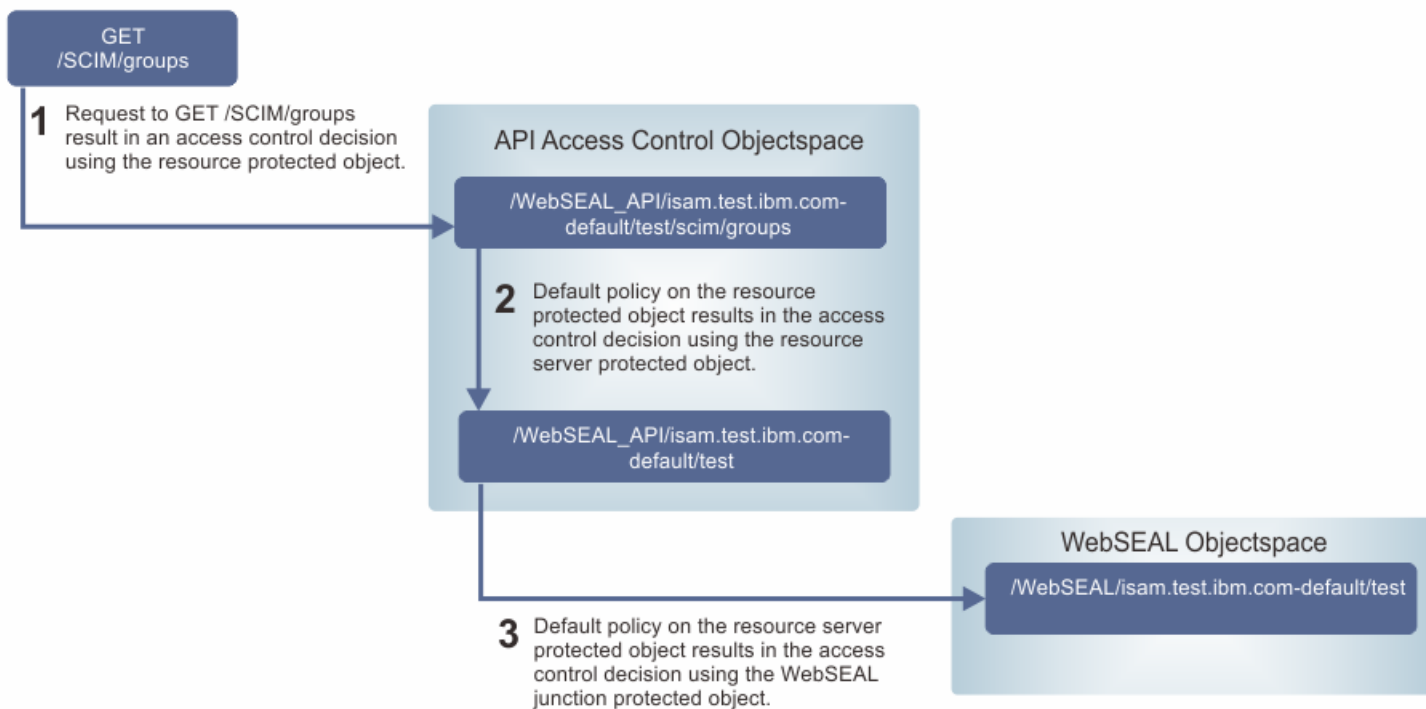 GET
/SCIM/groups
1
Request to GET /SCIM/groups
result in an access control decision
using the resource protected object.
API Access Control Objectspace
/WebSEAL_API/isam.test.ibm.com-
default/test/scim/groups
2
Default policy on the resource
protected object results in the access
control decision using the resource
server protected object.
/WebSEAL_API/isam.test.ibm.com-
default/test
WebSEAL Objectspace
/WebSEAL/isam.test.ibm.com-default/test
3
Default policy on the resource server
protected object results in the access
control decision using the WebSEAL
junction protected object.